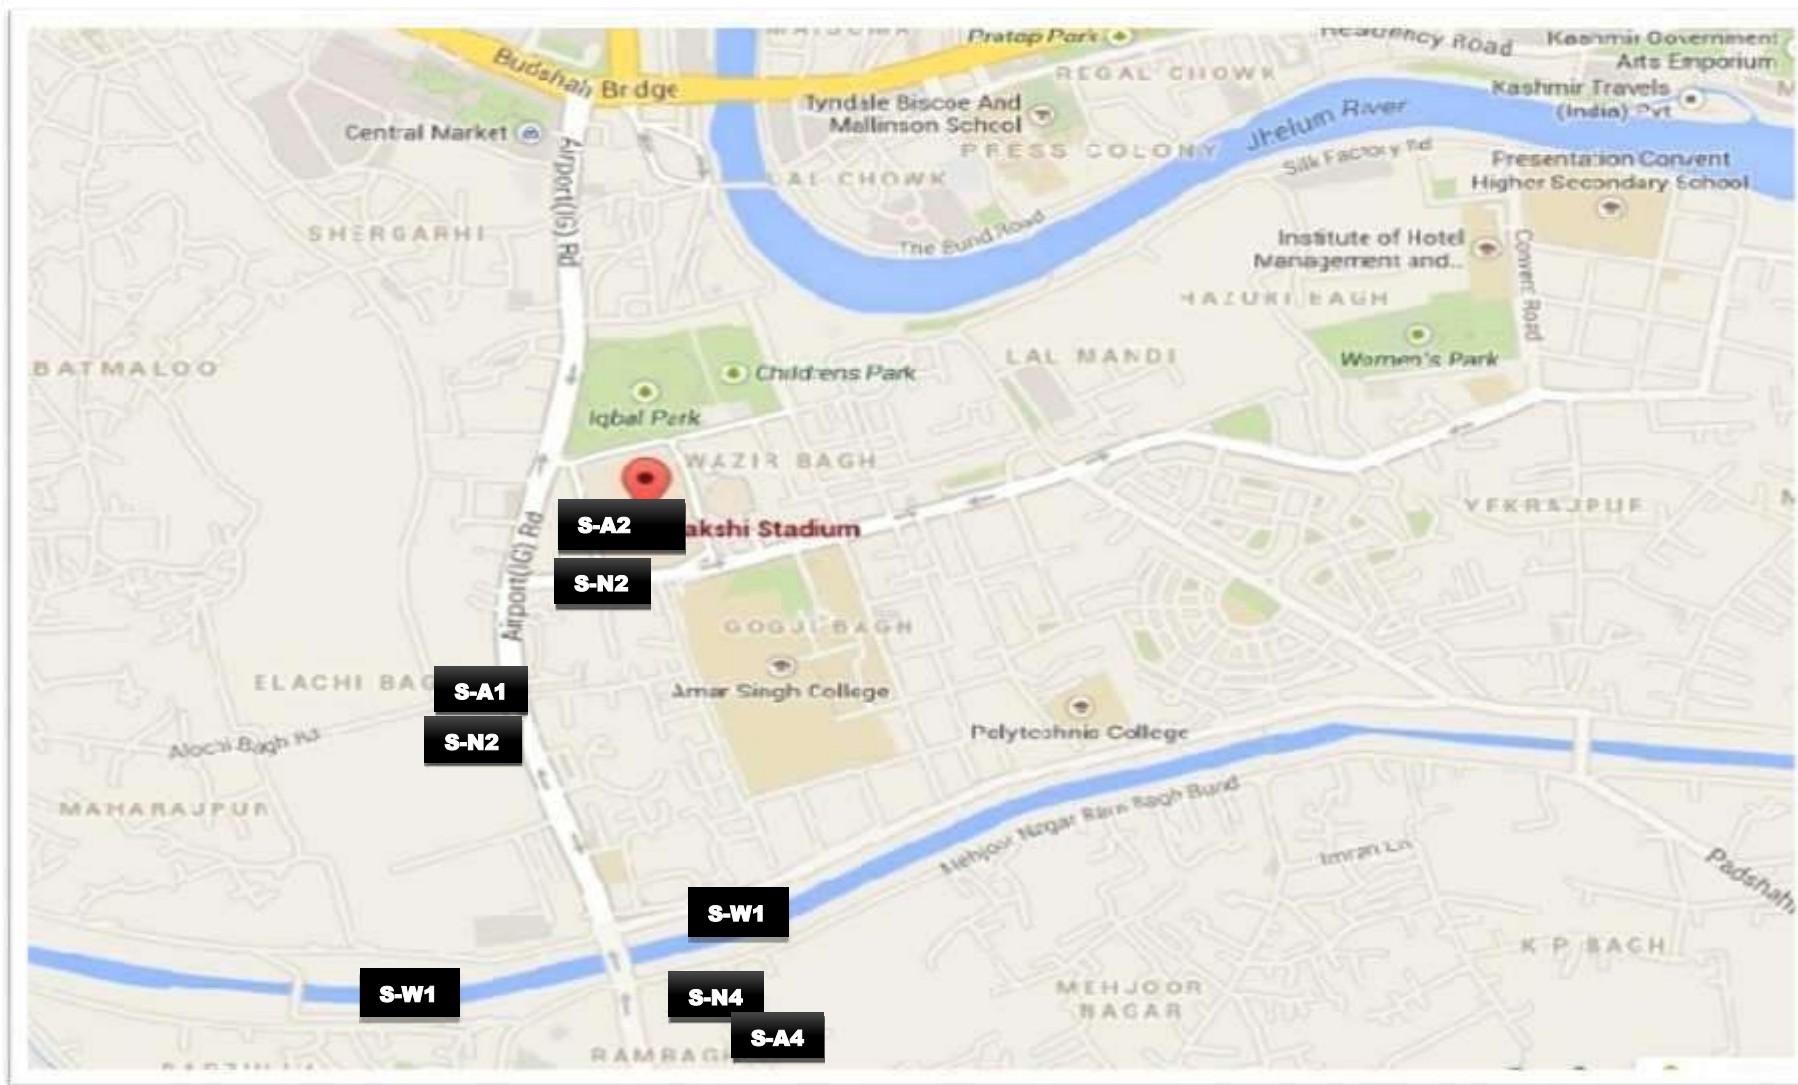 Pratap Park
Residency Road
Kashmir Government
Arts Emporium
Budshah Bridge
REGAL CHOWK
Kashmir Travels
(India) Pvt
Tyndale Biscoe And
Mallinson School
Central Market
Jhelum River
Airport(IG) Rd
PRESS COLONY
Silk Factory Rd
Presentation Convent
Higher Secondary School
LAL CHOWK
SHERGARHI
The Bund Road
Institute of Hotel
Management and...
Convent Road
HAZURI BAGH
BATMALOO
LAL MANDI
Women's Park
Childrens Park
Iqbal Park
WAZIR BAGH
S-A2
akshi Stadium
Airport(IG) Rd
S-N2
GOGJI BAGH
ELACHI BAG
S-A1
Amar Singh College
S-N2
Polytechnic College
Alochi Bagh Rd
MAHARAJPUR
Mehjoor Nagar Ram Bagh Bund
Imran Ln
Padshahi
S-W1
K P BAGH
S-W1
S-N4
MEHJOOR
NAGAR
S-A4
RAMBAGH